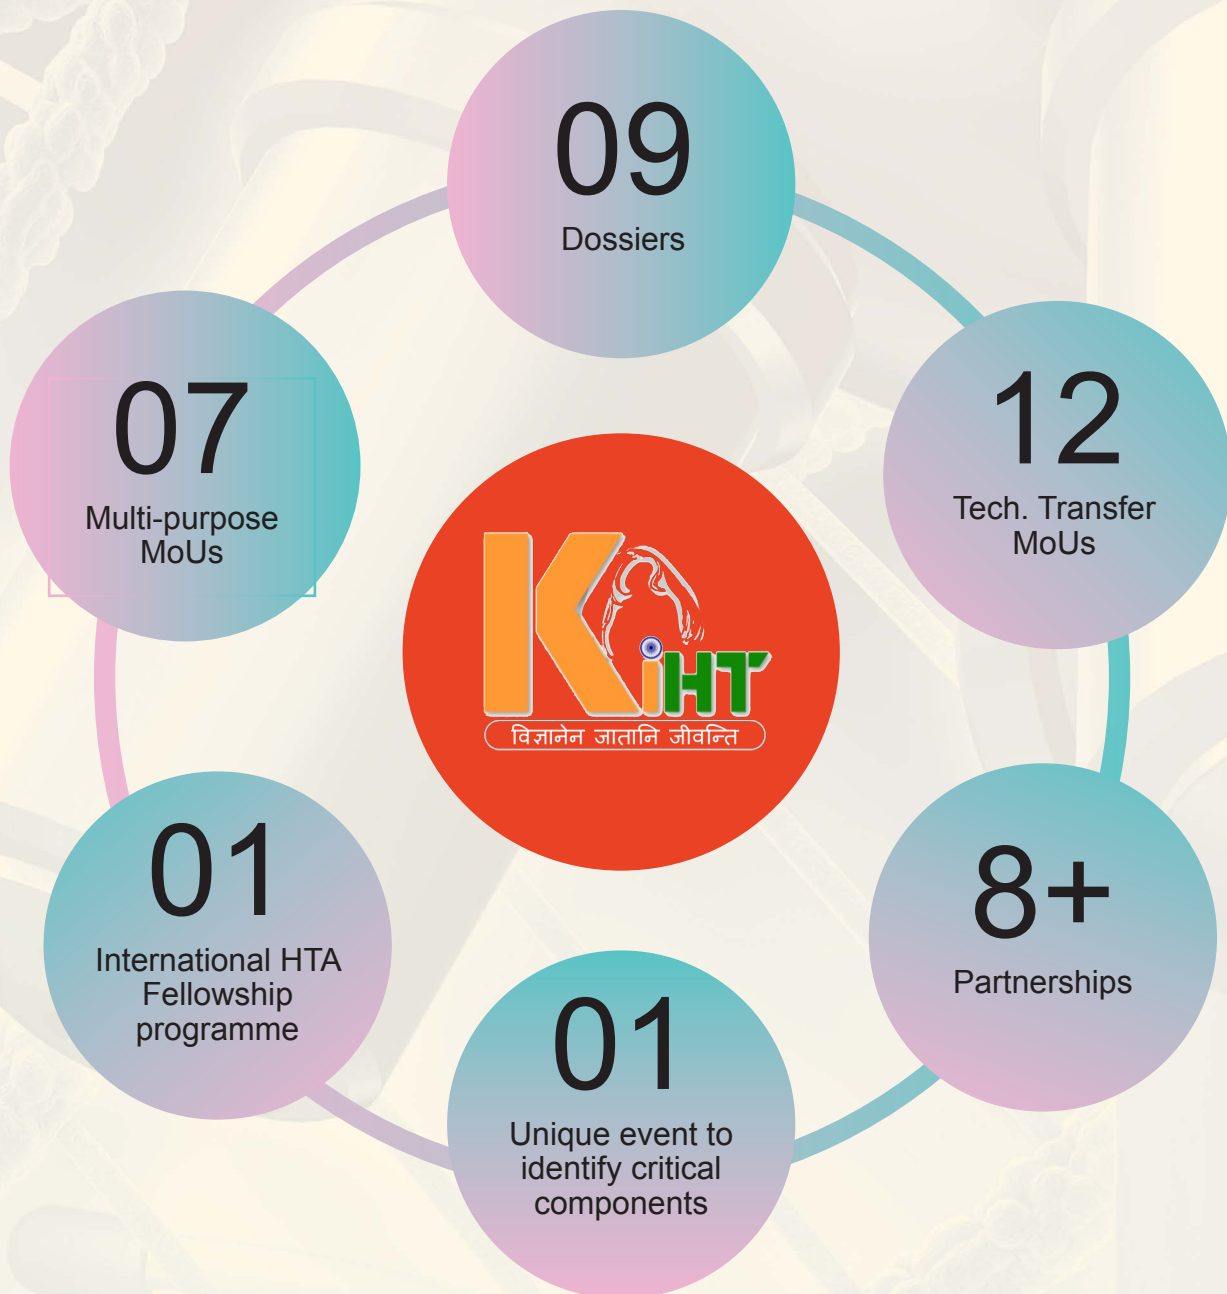 09
Dossiers
12
Tech. Transfer
MoUs
8+
Partnerships
01
Unique event to
identify critical
components
01
International HTA
Fellowship
programme
07
Multi-purpose
MoUs
KiHT
विज्ञानेन जातानि जीवन्ति